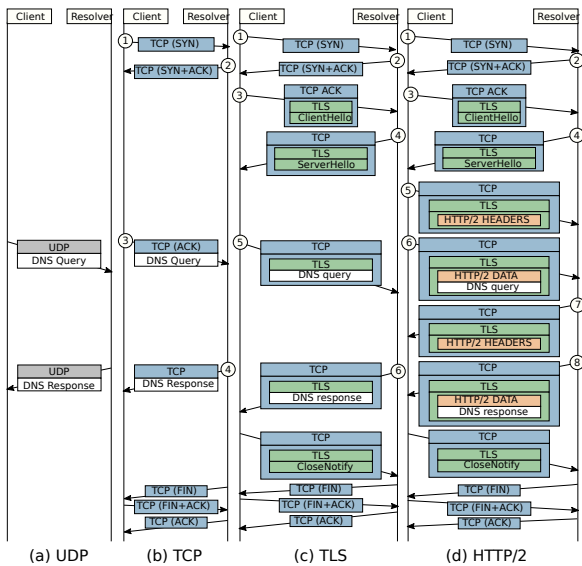 Client Resolver
① TCP (SYN)
② TCP (SYN+ACK)
UDP
DNS Query
③ TCP (ACK)
DNS Query
UDP
DNS Response
④ TCP
DNS Response
TCP (FIN)
TCP (FIN+ACK)
TCP (ACK)
(a) UDP
Client Resolver
(b) TCP
Client Resolver
① TCP (SYN)
② TCP (SYN+ACK)
③ TCP ACK
TLS
ClientHello
④ TCP
TLS
ServerHello
⑤ TCP
TLS
DNS query
⑥ TCP
TLS
DNS response
TCP
TLS
CloseNotify
TCP (FIN)
TCP (FIN+ACK)
TCP (ACK)
(c) TLS
Client Resolver
① TCP (SYN)
② TCP (SYN+ACK)
③ TCP ACK
TLS
ClientHello
④ TCP
TLS
ServerHello
⑤ TCP
TLS
HTTP/2 HEADERS
⑥ TCP
TLS
HTTP/2 DATA
DNS query
⑦ TCP
TLS
HTTP/2 HEADERS
⑧ TCP
TLS
HTTP/2 DATA
DNS response
TCP
TLS
CloseNotify
TCP (FIN)
TCP (FIN+ACK)
TCP (ACK)
(d) HTTP/2